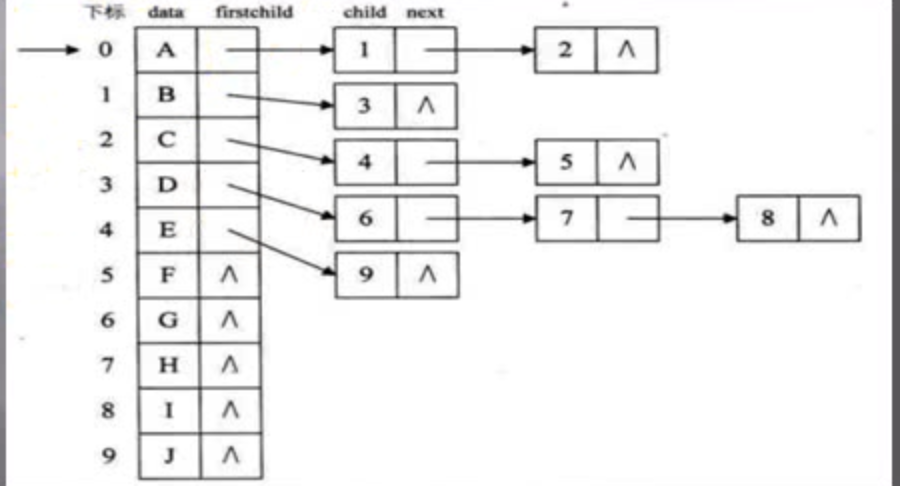 下标 data firstchild child next
0 A 1 2 ∧
1 B 3 ∧
2 C 4 5 ∧
3 D 6 7 8 ∧
4 E 9 ∧
5 F ∧
6 G ∧
7 H ∧
8 I ∧
9 J ∧